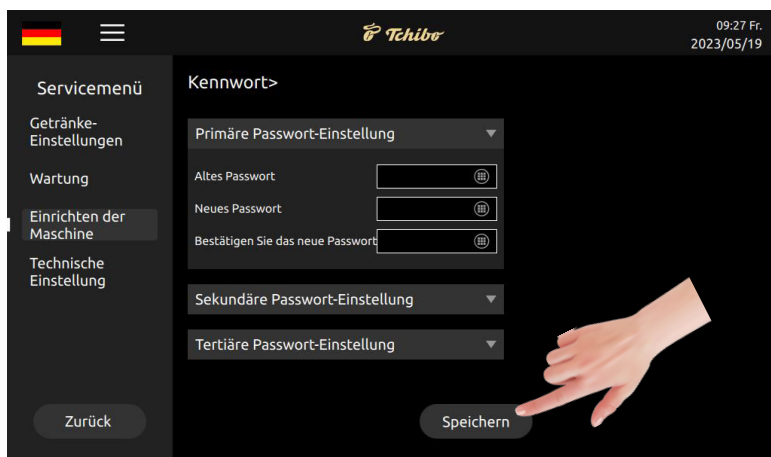 Tchibo
09:27 Fr.
2023/05/19
Servicemenü
Getränke-
Einstellungen
Wartung
Einrichten der
Maschine
Technische
Einstellung
Zurück
Kennwort>
Primäre Passwort-Einstellung
Altes Passwort
Neues Passwort
Bestätigen Sie das neue Passwort
Sekundäre Passwort-Einstellung
Tertiäre Passwort-Einstellung
Speichern